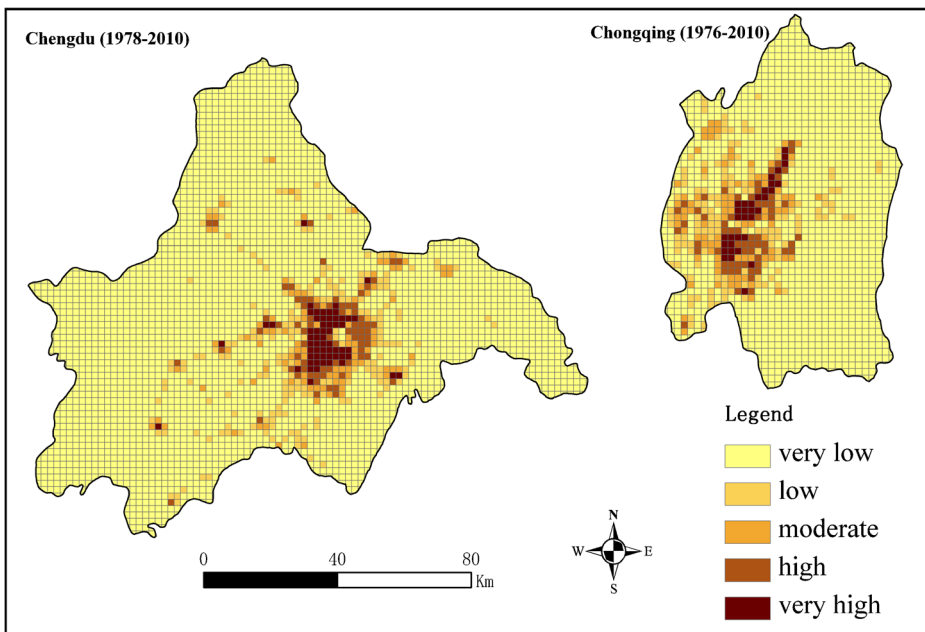 Chengdu (1978-2010)
Chongqing (1976-2010)
Legend
very low
low
moderate
high
very high
0 40 80
Km
N
W E
S